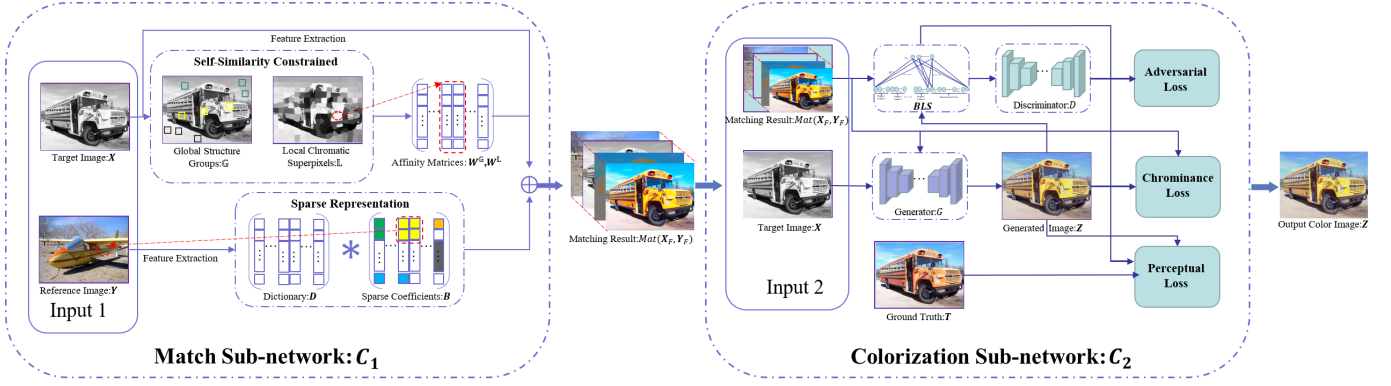 Feature Extraction
Self-Similarity Constrained
Target Image:X
Global Structure
Groups:G
Local Chromatic
Superpixels:L
Affinity Matrices: W^G,W^L
Sparse Representation
Feature Extraction
Reference Image:Y
Input 1
Dictionary:D
*
Sparse Coefficients:B
Match Sub-network: C₁
Matching Result:Mat(X_F,Y_F)
Matching Result:Mat(X_F,Y_F)
BLS
Discriminator:D
Adversarial
Loss
Target Image:X
Generator:G
Generated Image:Z
Chrominance
Loss
Input 2
Ground Truth:T
Perceptual
Loss
Colorization Sub-network: C₂
Output Color Image:Z